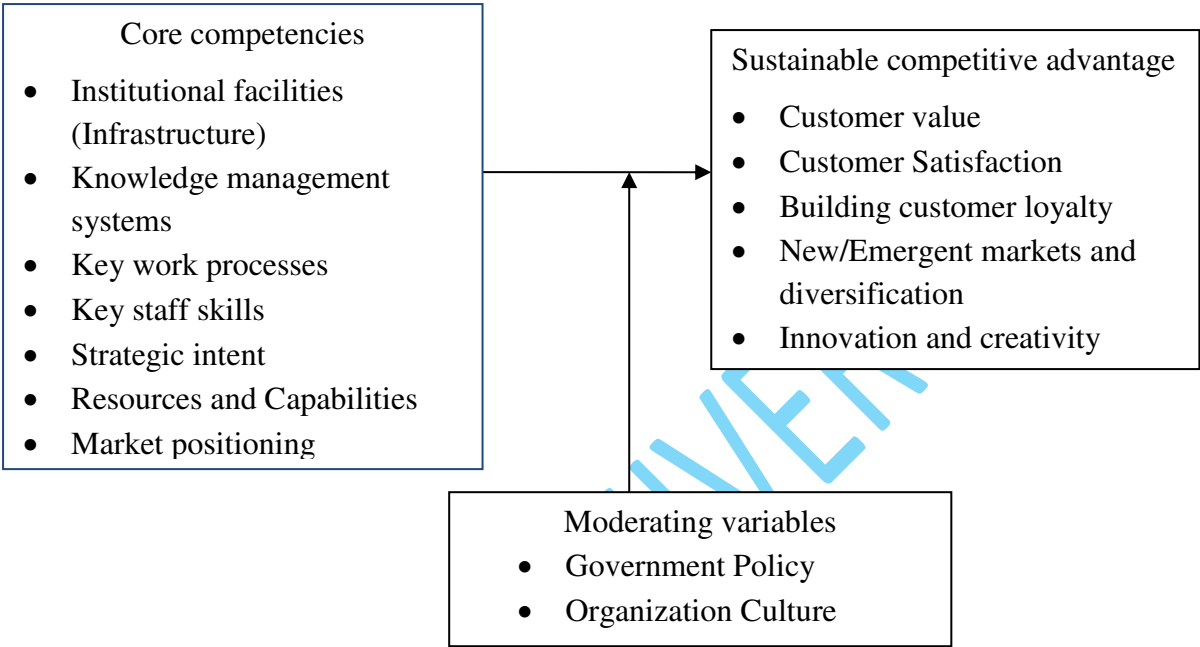 Core competencies
• Institutional facilities
(Infrastructure)
• Knowledge management
systems
• Key work processes
• Key staff skills
• Strategic intent
• Resources and Capabilities
• Market positioning
Sustainable competitive advantage
• Customer value
• Customer Satisfaction
• Building customer loyalty
• New/Emergent markets and
diversification
• Innovation and creativity
Moderating variables
• Government Policy
• Organization Culture